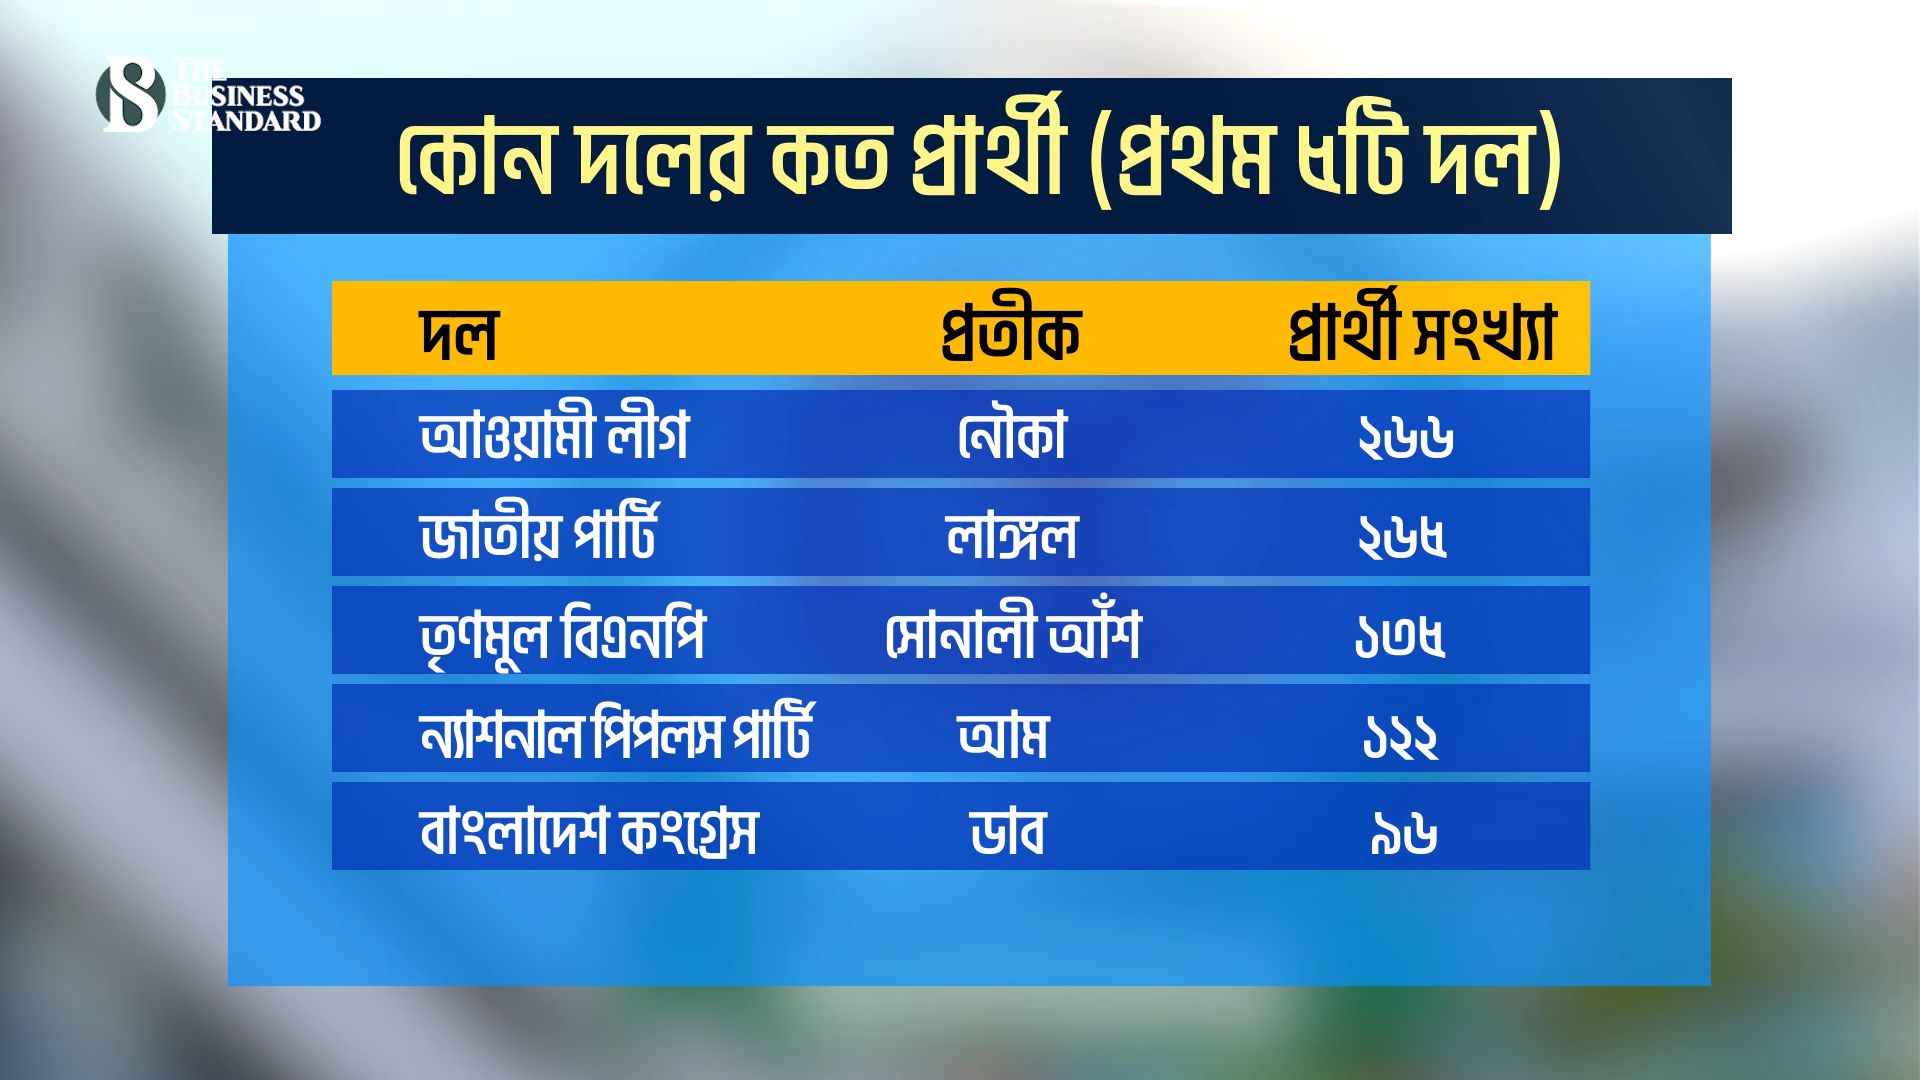 THE
BUSINESS
STANDARD
কোন দলের কত প্রার্থী (প্রথম ৫টি দল)
দল প্রতীক প্রার্থী সংখ্যা
আওয়ামী লীগ নৌকা ২৬৬
জাতীয় পার্টি লাঙ্গল ২৬৫
তৃণমূল বিএনপি সোনালী আঁশ ১৩৫
ন্যাশনাল পিপলস পার্টি আম ১২২
বাংলাদেশ কংগ্রেস ডাব ৯৬